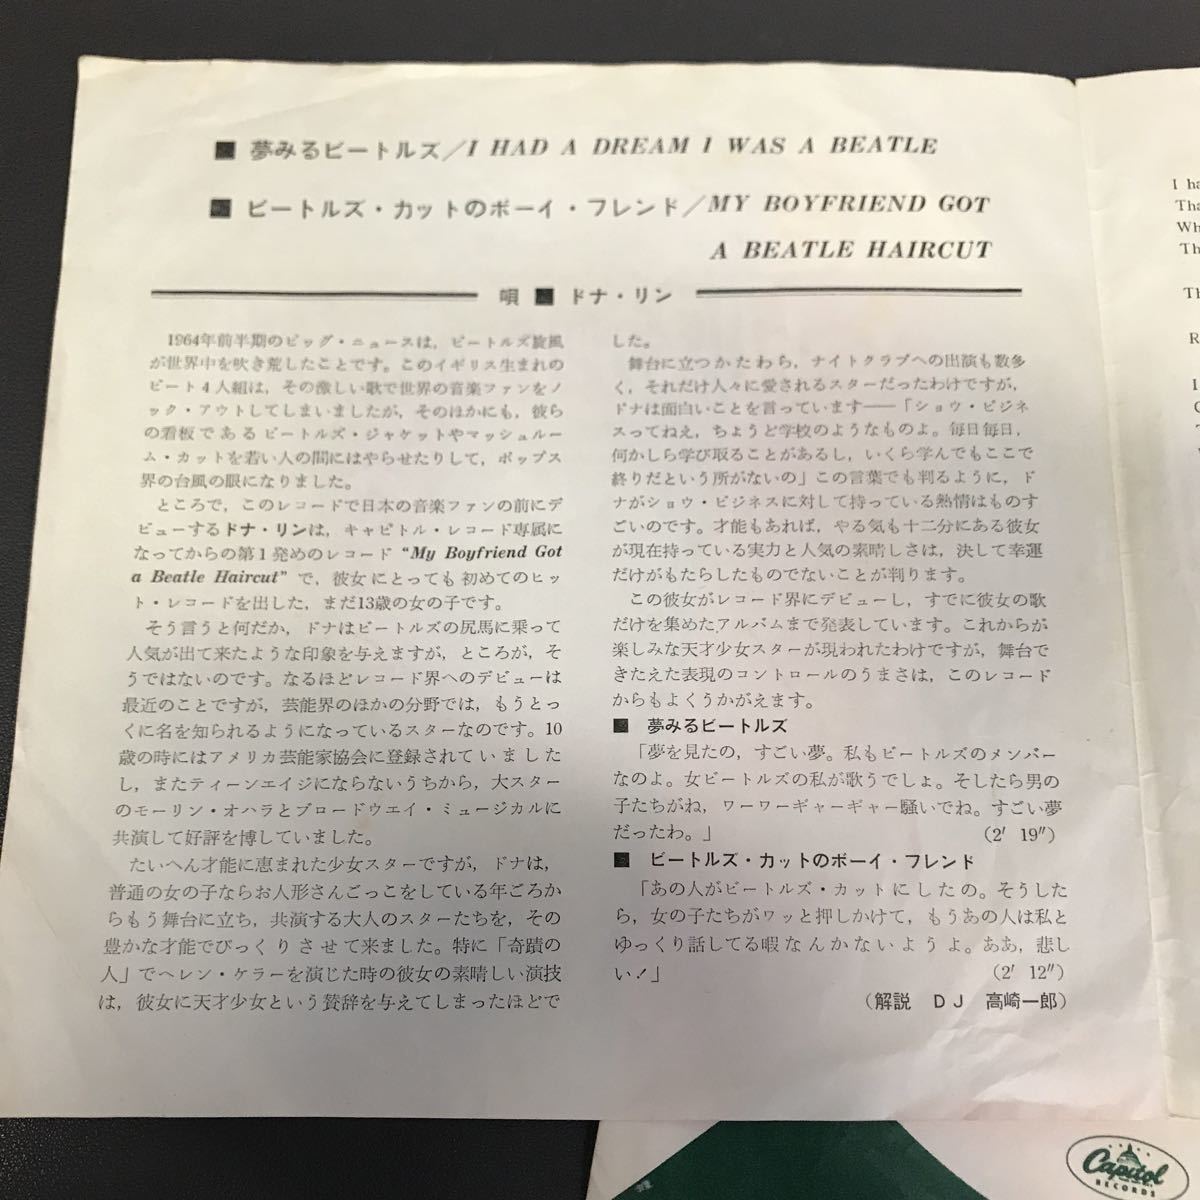 ■ 夢みるビートルズ/I HAD A DREAM I WAS A BEATLE
■ ビートルズ・カットのボーイ・フレンド/MY BOYFRIEND GOT
A BEATLE HAIRCUT
唄 ■ ドナ・リン
1964年前半期のビッグ・ニュースは，ビートルズ旋風
が世界中を吹き荒したことです。このイギリス生まれの
ビート4人組は，その激しい歌で世界の音楽ファンをノ
ック・アウトしてしまいましたが，そのほかにも，彼ら
の看板であるビートルズ・ジャケットやマッシュルー
ム・カットを若い人の間にはやらせたりして，ポップス
界の台風の眼になりました。
ところで，このレコードで日本の音楽ファンの前にデ
ビューするドナ・リンは，キャピトル・レコード専属に
なってからの第1発めのレコード “My Boyfriend Got
a Beatle Haircut” で，彼女にとっても初めてのヒッ
ト・レコードを出した，まだ13歳の女の子です。
そう言うと何だか，ドナはビートルズの尻馬に乗って
人気が出て来たような印象を与えますが，ところが，そ
うではないのです。なるほどレコード界へのデビューは
最近のことですが，芸能界のほかの分野では，もうとっ
くに名を知られるようになっているスターなのです。10
歳の時にはアメリカ芸能家協会に登録されていました
し，またティーンエイジにならないうちから，大スター
のモーリン・オハラとブロードウエイ・ミュージカルに
共演して好評を博していました。
たいへん才能に恵まれた少女スターですが，ドナは，
普通の女の子ならお人形さんごっこをしている年ごろか
らもう舞台に立ち，共演する大人のスターたちを，その
豊かな才能でびっくりさせて来ました。特に「奇蹟の
人」でヘレン・ケラーを演じた時の彼女の素晴しい演技
は，彼女に天才少女という賛辞を与えてしまったほどで
した。
舞台に立つかたわら，ナイトクラブへの出演も数多
く，それだけ人々に愛されるスターだったわけですが，
ドナは面白いことを言っています――「ショウ・ビジネ
スってねえ，ちょうど学校のようなものよ。毎日毎日，
何かしら学び取ることがあるし，いくら学んでもここで
終りだという所がないの」この言葉でも判るように，ド
ナがショウ・ビジネスに対して持っている熱情はものす
ごいのです。才能もあれば，やる気も十二分にある彼女
が現在持っている実力と人気の素晴しさは，決して幸運
だけがもたらしたものでないことが判ります。
この彼女がレコード界にデビューし，すでに彼女の歌
だけを集めたアルバムまで発表しています。これからが
楽しみな天才少女スターが現われたわけですが，舞台で
きたえた表現のコントロールのうまさは，このレコード
からもよくうかがえます。
■ 夢みるビートルズ
「夢を見たの，すごい夢。私もビートルズのメンバー
なのよ。女ビートルズの私が歌うでしょ。そしたら男の
子たちがね，ワーワーギャーギャー騒いでね。すごい夢
だったわ。」 (2′ 19″)
■ ビートルズ・カットのボーイ・フレンド
「あの人がビートルズ・カットにしたの。そうした
ら，女の子たちがワッと押しかけて，もうあの人は私と
ゆっくり話してる暇なんかないようよ。ああ，悲し
い！」 (2′ 12″)
(解説 DJ 高崎一郎)
I ha
Tha
Wh
Th
Th
R
I
Capitol
RECORDS